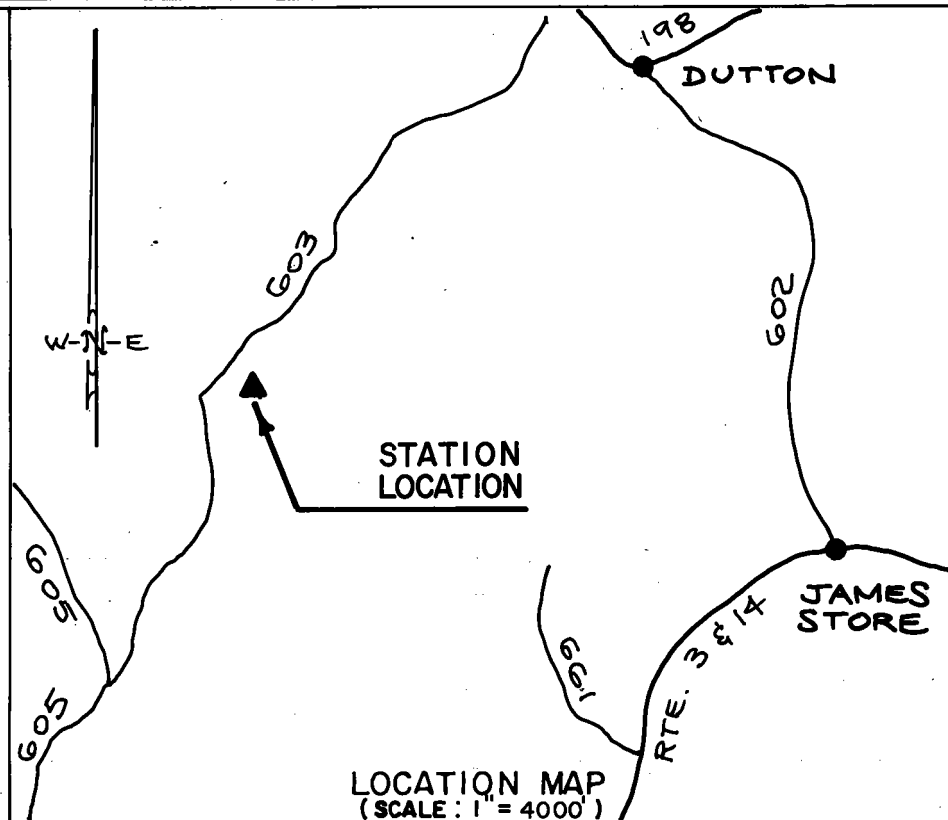 198
DUTTON
603
602
W-N-E
STATION
LOCATION
605
JAMES
STORE
RTE. 3 & 14
661
605
LOCATION MAP
(SCALE: 1" = 4000')